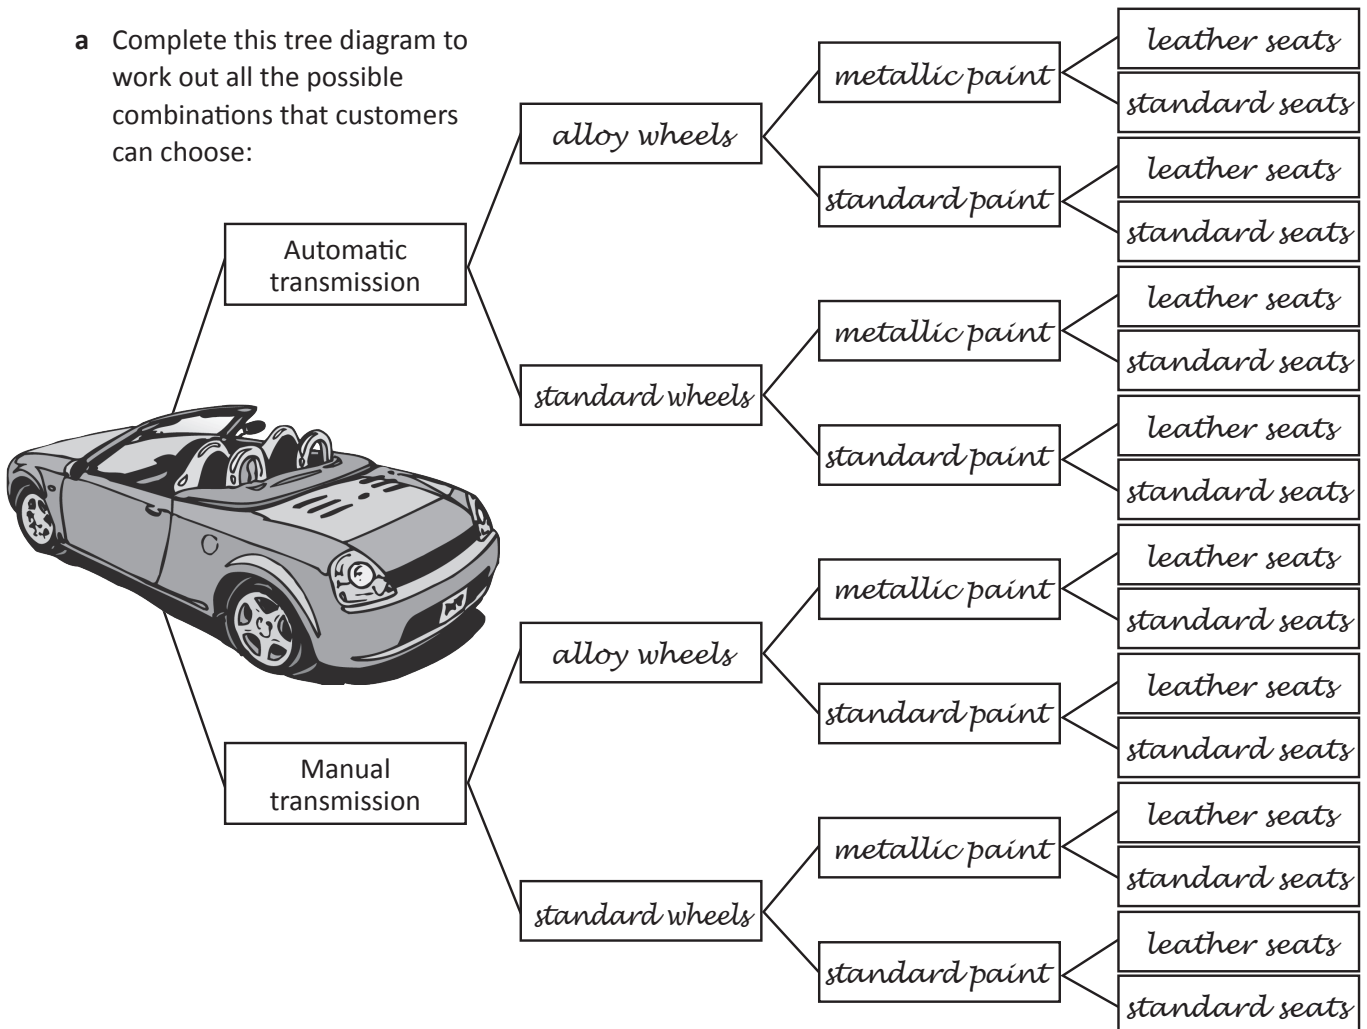 a Complete this tree diagram to
work out all the possible
combinations that customers
can choose:
Automatic
transmission
Manual
transmission
alloy wheels
standard wheels
alloy wheels
standard wheels
metallic paint
standard paint
metallic paint
standard paint
metallic paint
standard paint
metallic paint
standard paint
leather seats
standard seats
leather seats
standard seats
leather seats
standard seats
leather seats
standard seats
leather seats
standard seats
leather seats
standard seats
leather seats
standard seats
leather seats
standard seats